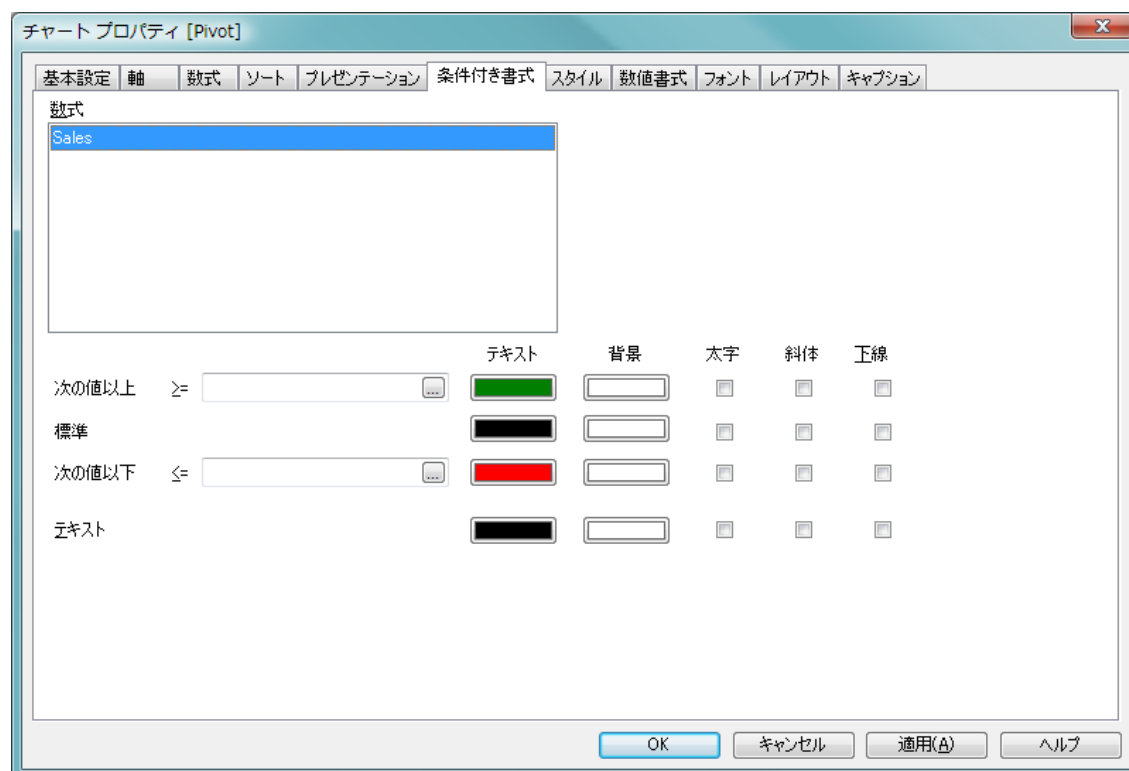 チャート プロパティ [Pivot]
基本設定 軸 数式 ソート プレゼンテーション 条件付き書式 スタイル 数値書式 フォント レイアウト キャプション
数式
Sales
テキスト 背景 太字 斜体 下線
次の値以上 >= ...
標準
次の値以下 <= ...
テキスト
OK キャンセル 適用(A) ヘルプ